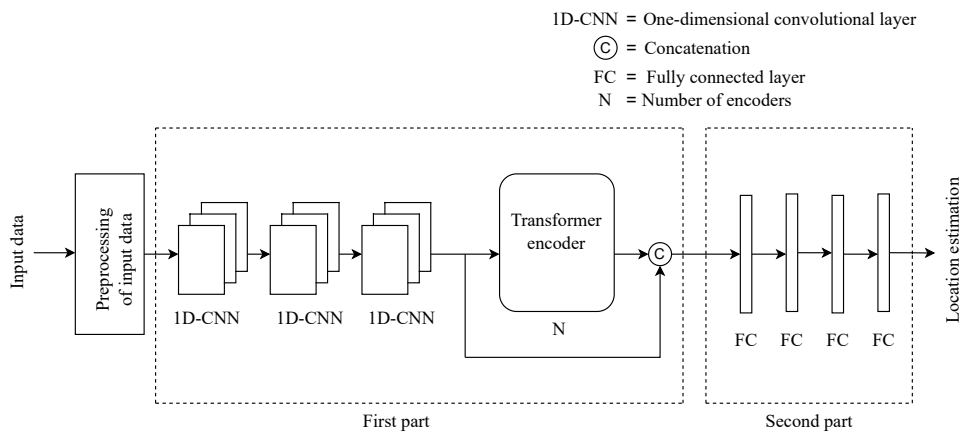 1D-CNN = One-dimensional convolutional layer
C = Concatenation
FC = Fully connected layer
N = Number of encoders
Input data
Preprocessing
of input data
1D-CNN
1D-CNN
1D-CNN
Transformer
encoder
N
C
FC
FC
FC
FC
Location estimation
First part
Second part